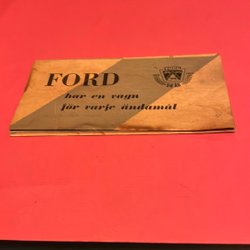 FORD
har en vagn
för varje ändamål